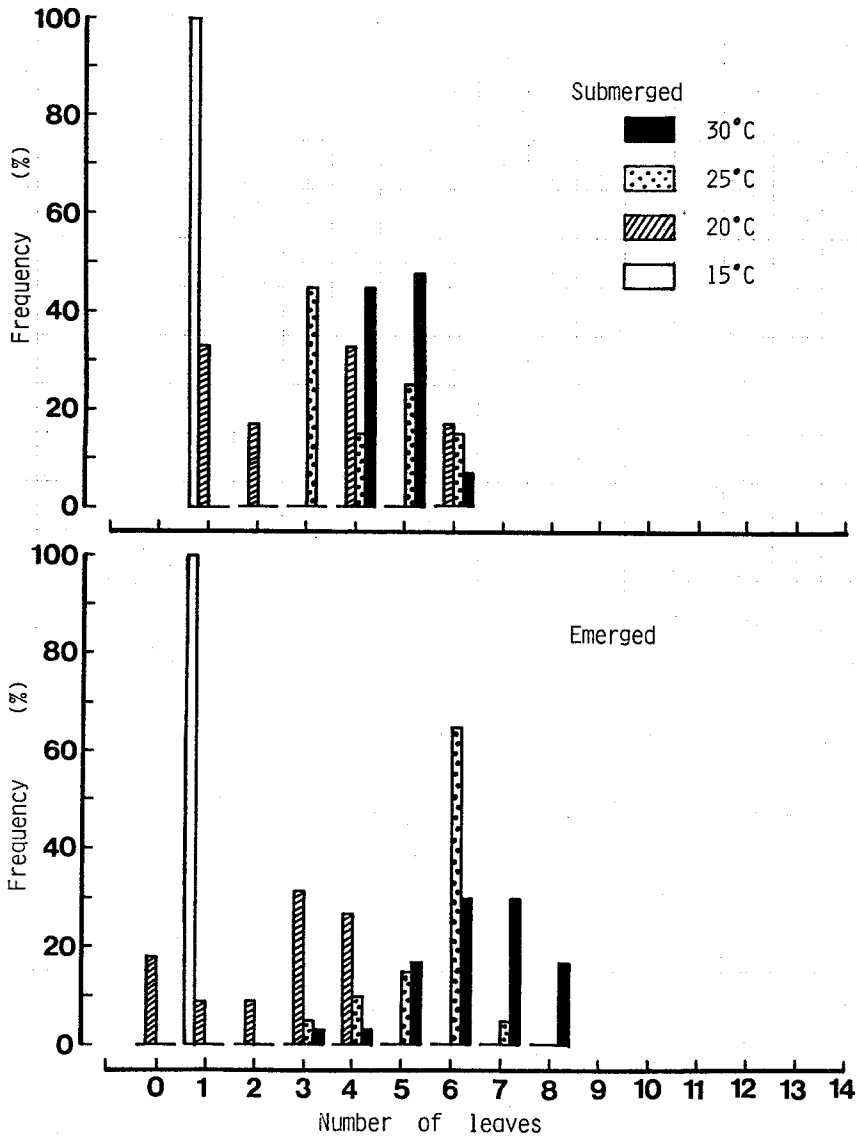 100
80
60
40
20
0
Frequency (%)
Submerged
30°C
25°C
20°C
15°C
100
80
60
40
20
0
Frequency (%)
Emerged
0 1 2 3 4 5 6 7 8 9 10 11 12 13 14
Number of leaves